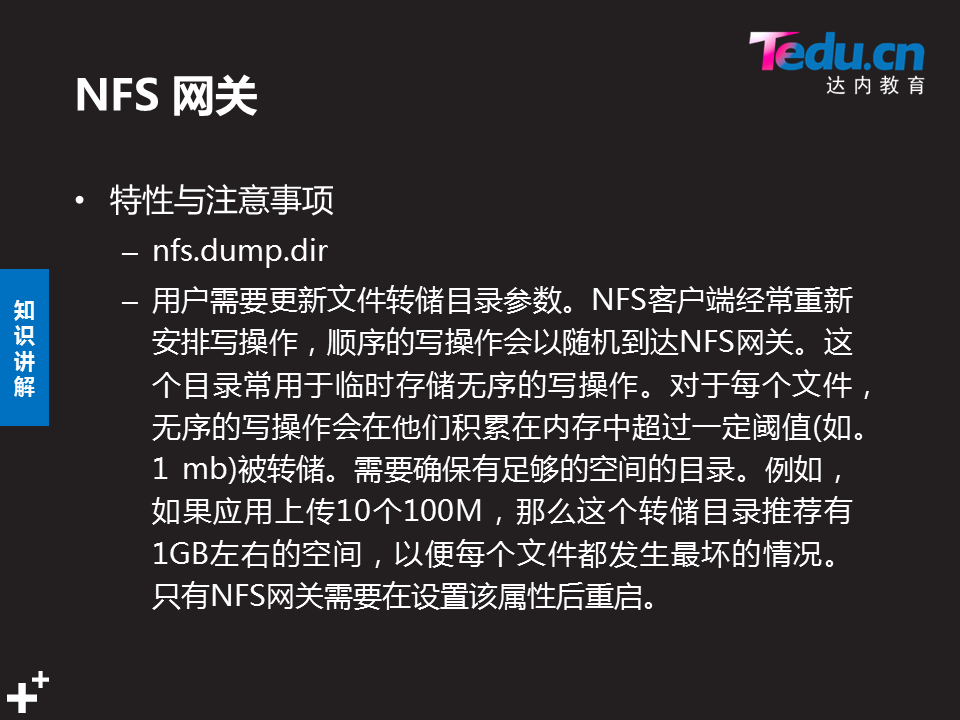 Tedu.cn
达内教育
NFS 网关
• 特性与注意事项
– nfs.dump.dir
– 用户需要更新文件转储目录参数。NFS客户端经常重新
安排写操作，顺序的写操作会以随机到达NFS网关。这
个目录常用于临时存储无序的写操作。对于每个文件，
无序的写操作会在他们积累在内存中超过一定阈值(如。
1 mb)被转储。需要确保有足够的空间的目录。例如，
如果应用上传10个100M，那么这个转储目录推荐有
1GB左右的空间，以便每个文件都发生最坏的情况。
只有NFS网关需要在设置该属性后重启。
知
识
讲
解